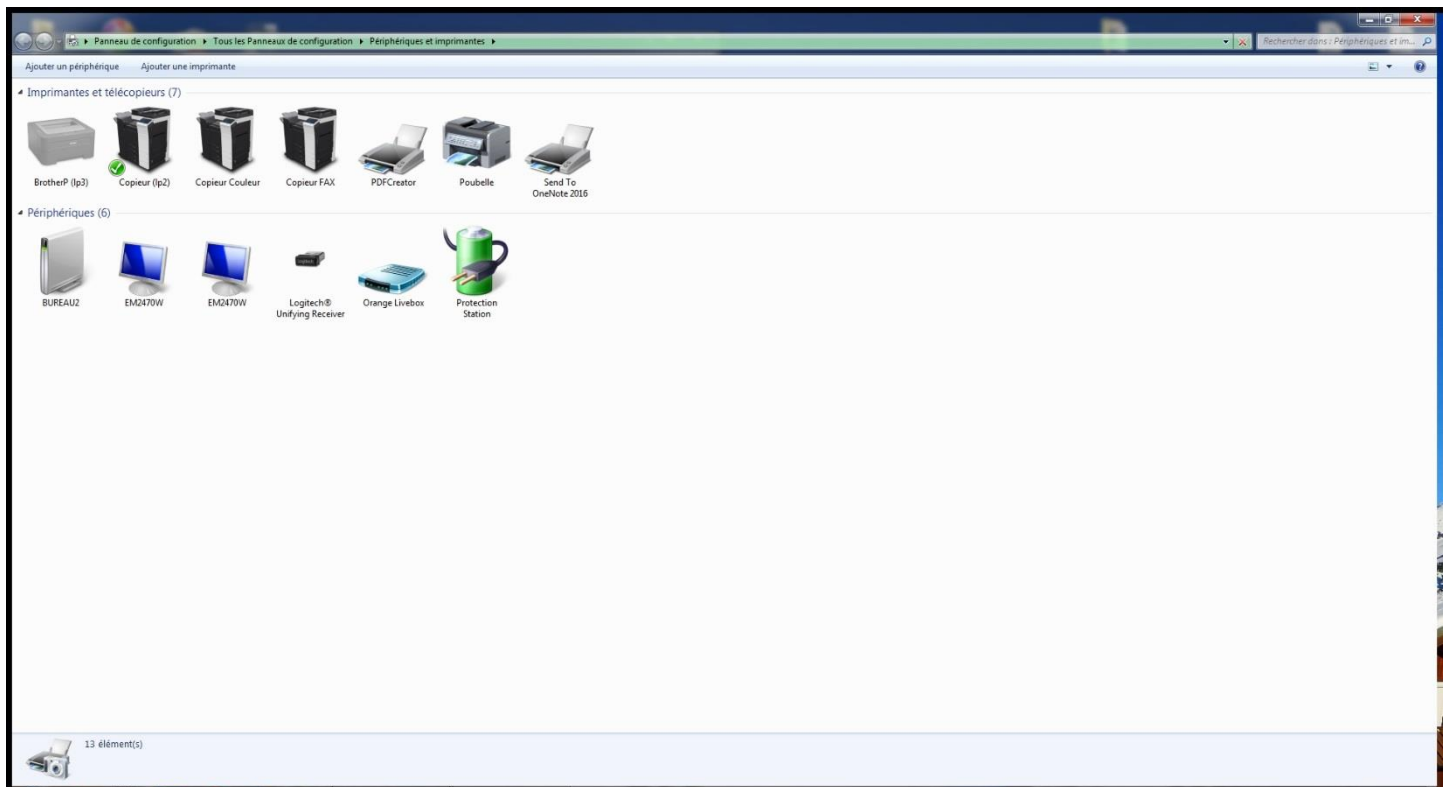 Panneau de configuration ▸ Tous les Panneaux de configuration ▸ Périphériques et imprimantes ▸
Rechercher dans : Périphériques et im...
Ajouter un périphérique Ajouter une imprimante
Imprimantes et télécopieurs (7)
BrotherP (lp3) Copieur (lp2) Copieur Couleur Copieur FAX PDFCreator Poubelle Send To
OneNote 2016
Périphériques (6)
BUREAU2 EM2470W EM2470W Logitech® Orange Livebox Protection
Unifying Receiver Station
13 élément(s)